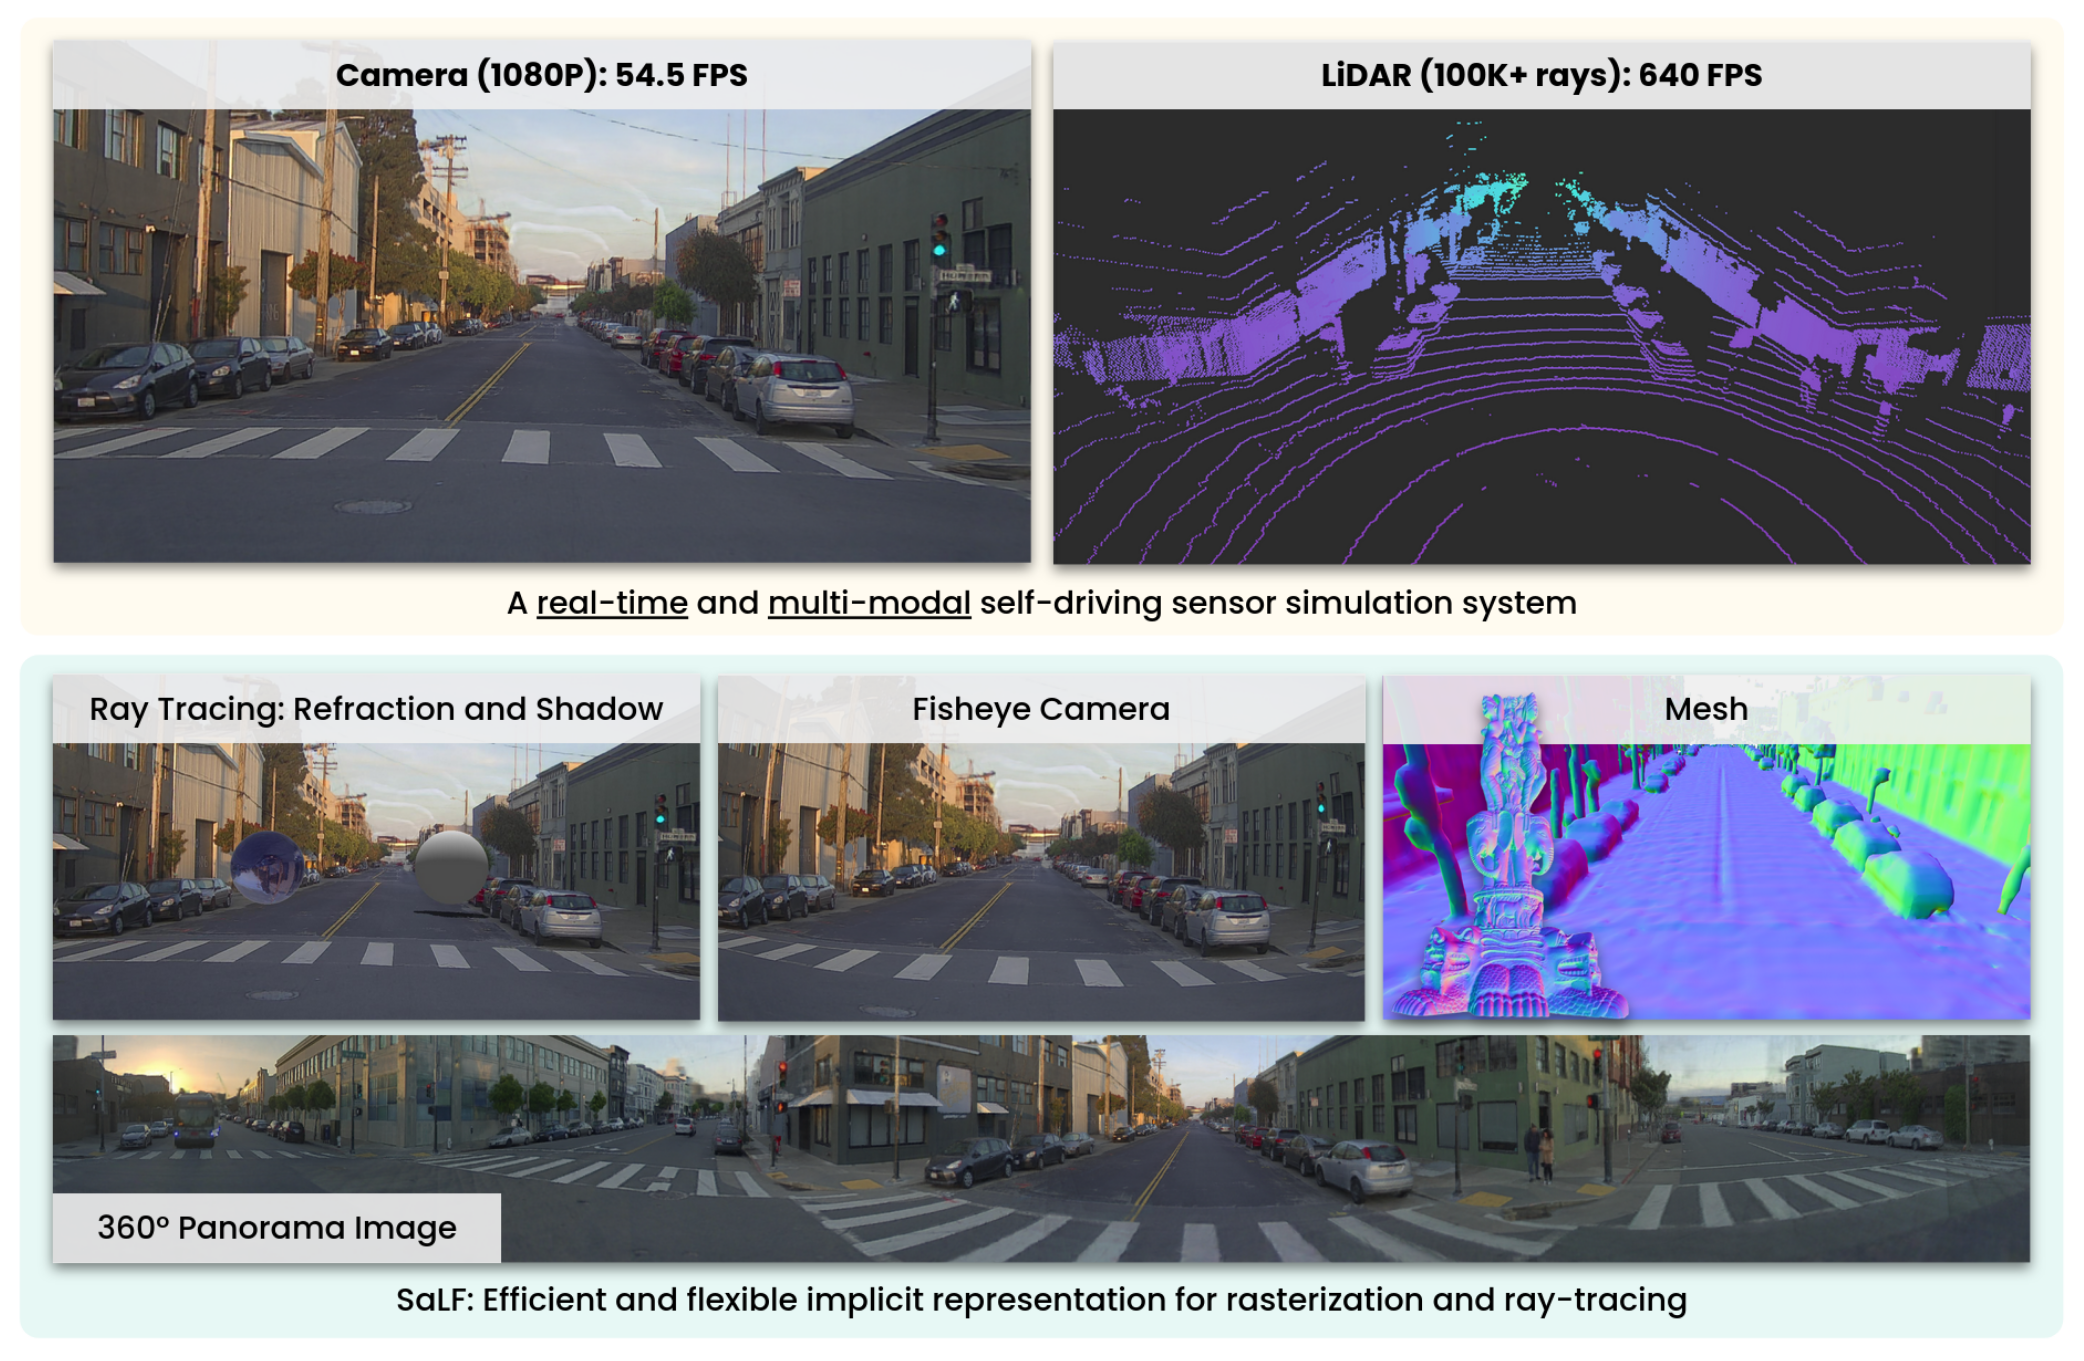 Camera (1080P): 54.5 FPS
LiDAR (100K+ rays): 640 FPS
A real-time and multi-modal self-driving sensor simulation system
Ray Tracing: Refraction and Shadow
Fisheye Camera
Mesh
360° Panorama Image
SaLF: Efficient and flexible implicit representation for rasterization and ray-tracing